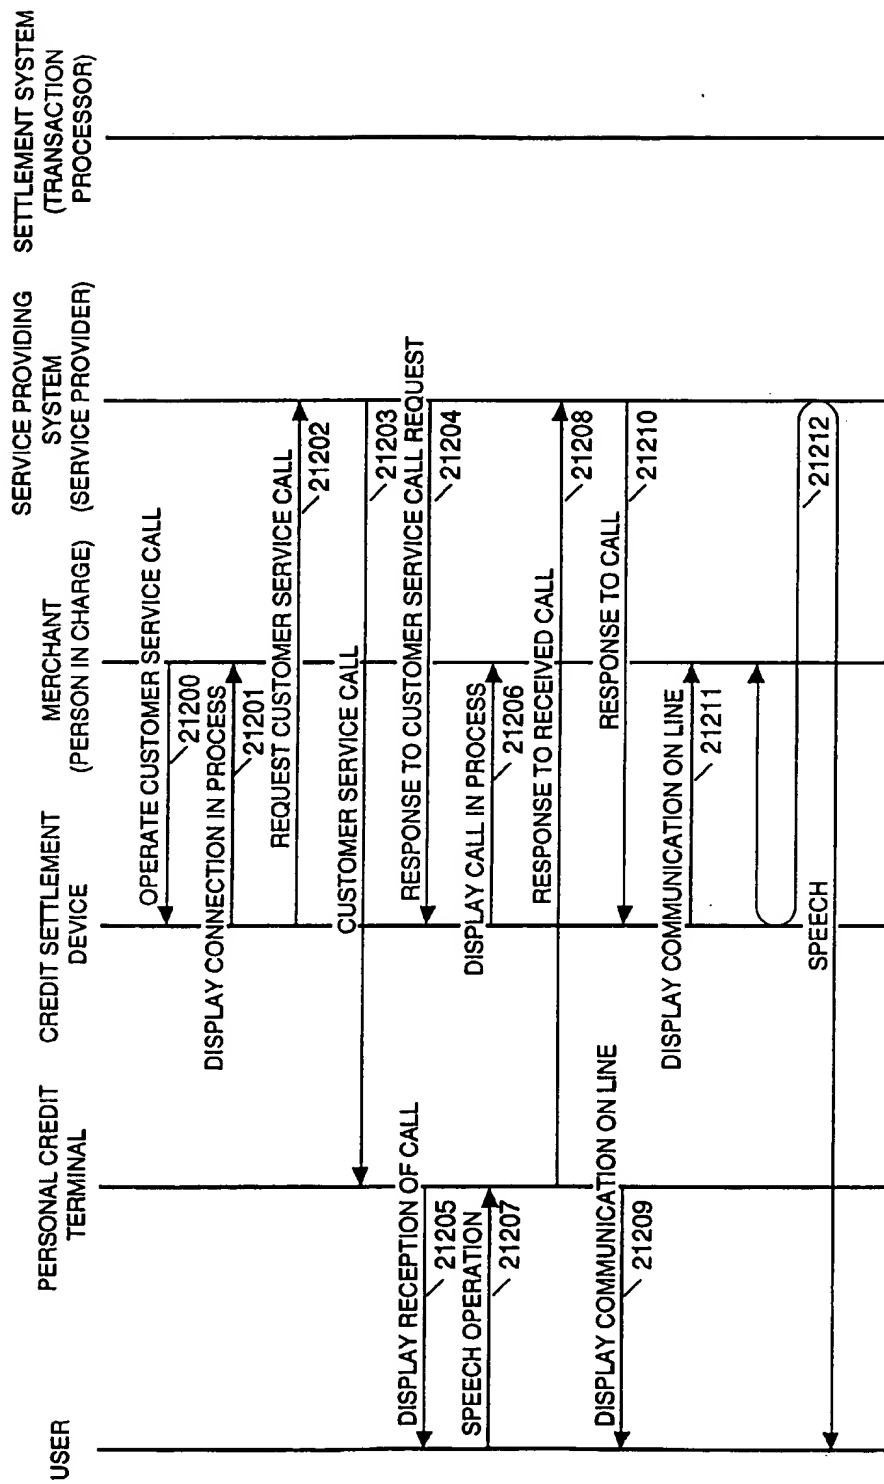 USER
PERSONAL CREDIT
TERMINAL
CREDIT SETTLEMENT
DEVICE
MERCHANT
(PERSON IN CHARGE)
SERVICE PROVIDING
SYSTEM
(SERVICE PROVIDER)
SETTLEMENT SYSTEM
(TRANSACTION
PROCESSOR)
OPERATE CUSTOMER SERVICE CALL
21200
DISPLAY CONNECTION IN PROCESS
21201
REQUEST CUSTOMER SERVICE CALL
21202
CUSTOMER SERVICE CALL
21203
RESPONSE TO CUSTOMER SERVICE CALL REQUEST
21204
DISPLAY RECEPTION OF CALL
21205
DISPLAY CALL IN PROCESS
21206
SPEECH OPERATION
21207
RESPONSE TO RECEIVED CALL
21208
DISPLAY COMMUNICATION ON LINE
21209
RESPONSE TO CALL
21210
DISPLAY COMMUNICATION ON LINE
21211
SPEECH
21212